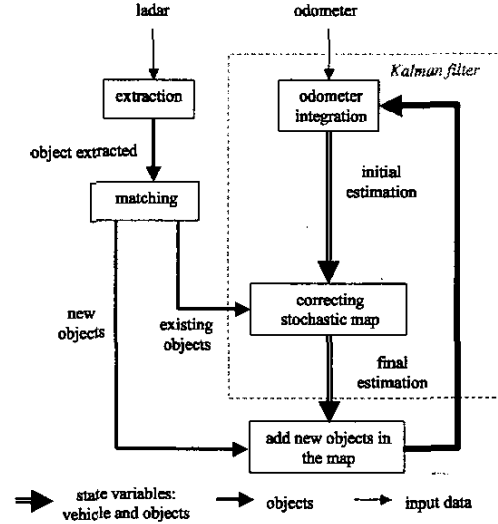 ladar
odometer
Kalman filter
extraction
odometer
integration
object extracted
initial
estimation
matching
new
objects
existing
objects
correcting
stochastic map
final
estimation
add new objects in
the map
state variables:
vehicle and objects
objects
input data